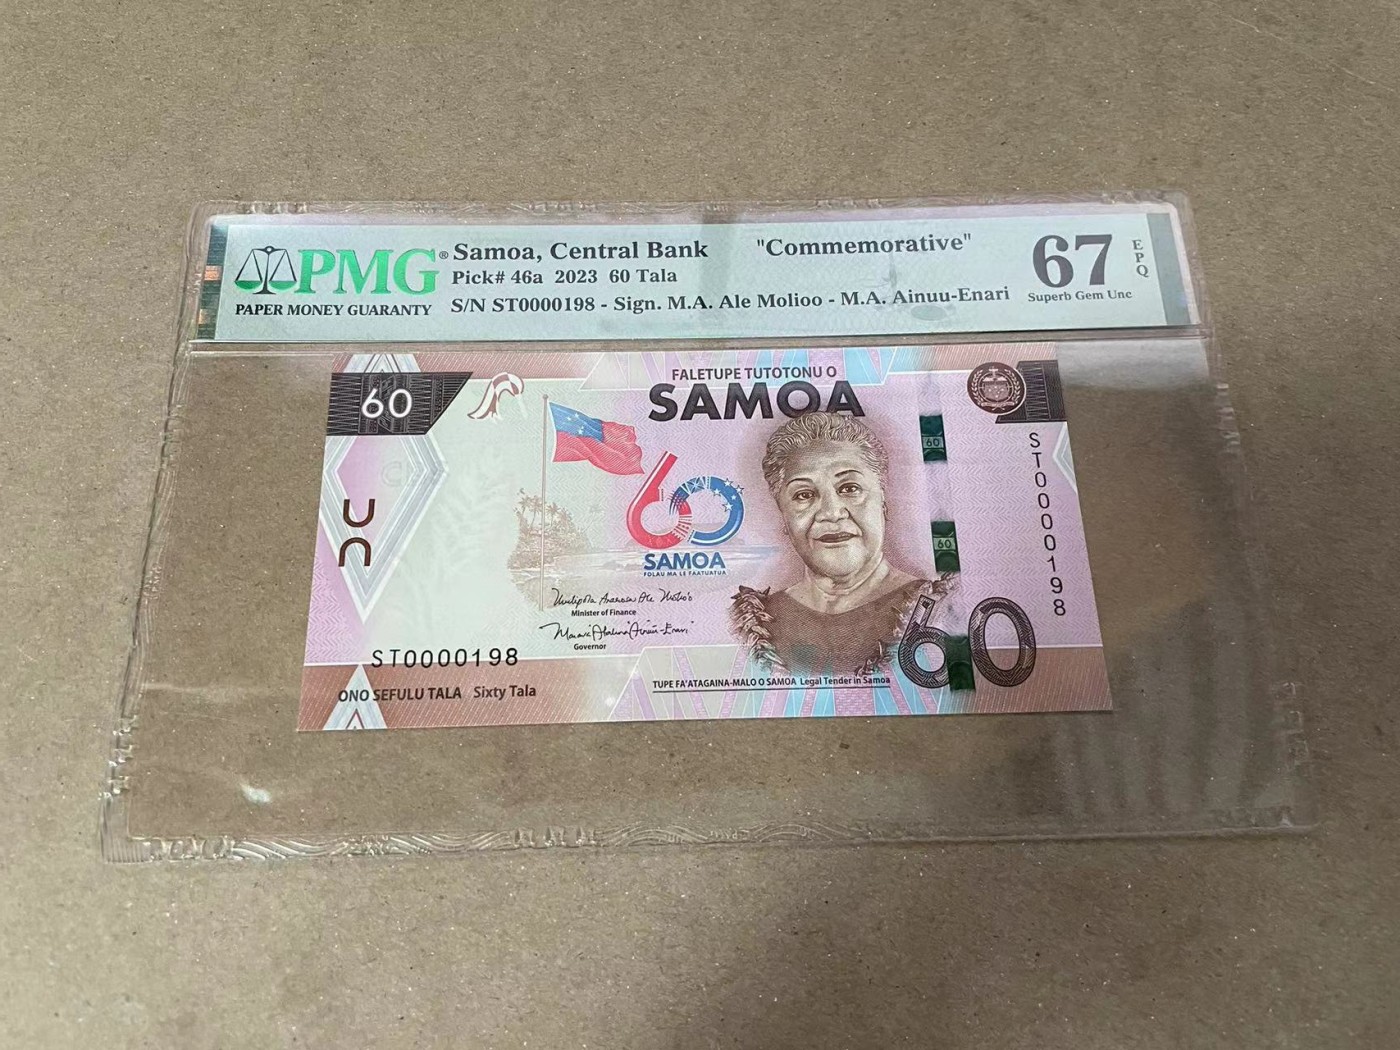 PMG®
PAPER MONEY GUARANTY
Samoa, Central Bank "Commemorative"
Pick# 46a 2023 60 Tala
S/N ST0000198 - Sign. M.A. Ale Molioo - M.A. Ainuu-Enari
67
EPQ
Superb Gem Unc
60
FALETUPE TUTOTONU O
SAMOA
60
SAMOA
FOLAU MA LE FAATUATUA
60
60
ST0000198
Minister of Finance
Governor
ST0000198
ONO SEFULU TALA Sixty Tala
TUPE FA'ATAGAINA-MALO O SAMOA Legal Tender in Samoa
60